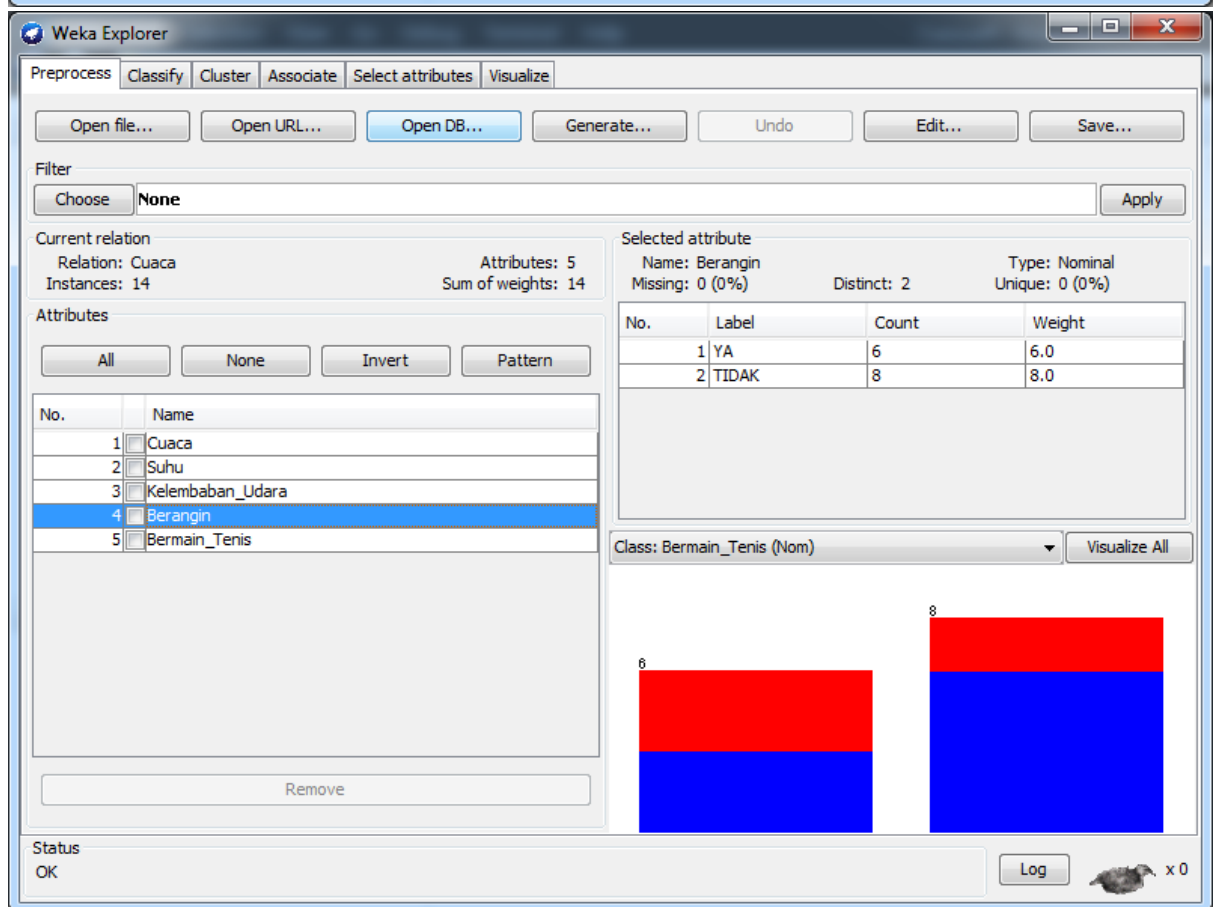 Weka Explorer
Preprocess Classify Cluster Associate Select attributes Visualize
Open file... Open URL... Open DB... Generate... Undo Edit... Save...
Filter
Choose None Apply
Current relation
Relation: Cuaca Attributes: 5
Instances: 14 Sum of weights: 14
Selected attribute
Name: Berangin Type: Nominal
Missing: 0 (0%) Distinct: 2 Unique: 0 (0%)
Attributes
All None Invert Pattern
No. Name
1 Cuaca
2 Suhu
3 Kelembaban_Udara
4 Berangin
5 Bermain_Tenis
Remove
No. Label Count Weight
1 YA 6 6.0
2 TIDAK 8 8.0
Class: Bermain_Tenis (Nom) Visualize All
6
8
Status
OK
Log x 0